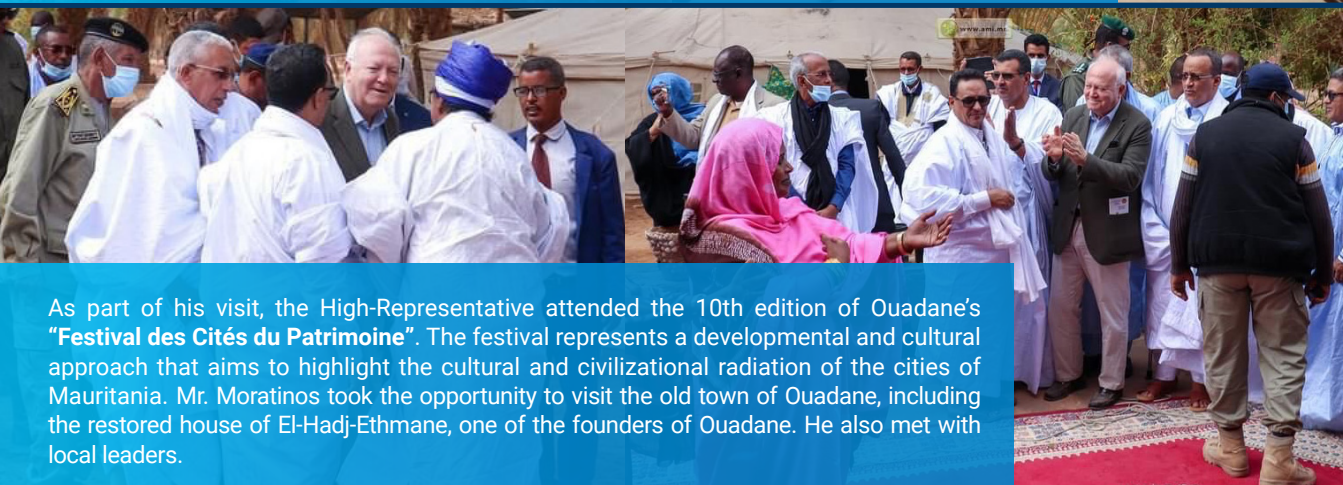 www.ami.mr
As part of his visit, the High-Representative attended the 10th edition of Ouadane’s
“Festival des Cités du Patrimoine”. The festival represents a developmental and cultural
approach that aims to highlight the cultural and civilizational radiation of the cities of
Mauritania. Mr. Moratinos took the opportunity to visit the old town of Ouadane, including
the restored house of El-Hadj-Ethmane, one of the founders of Ouadane. He also met with
local leaders.